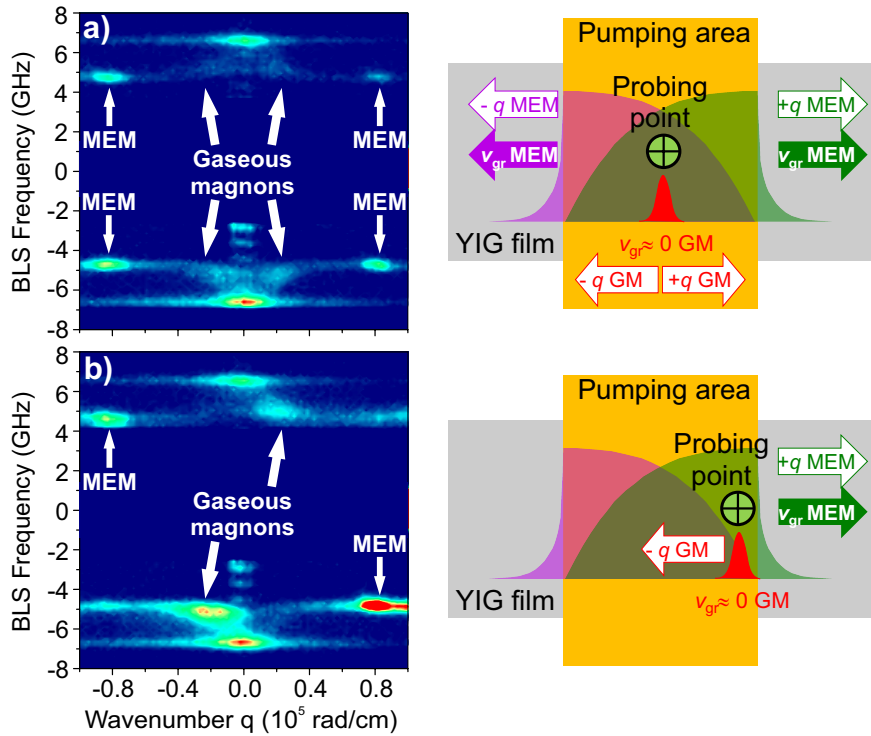 a)
BLS Frequency (GHz)
8
6
4
2
0
-2
-4
-6
-8
MEM
MEM
Gaseous
magnons
MEM
MEM
Pumping area
Probing
point
- q MEM
+q MEM
vgr MEM
vgr MEM
YIG film
vgr≈ 0 GM
- q GM
+q GM
b)
BLS Frequency (GHz)
8
6
4
2
0
-2
-4
-6
-8
MEM
Gaseous
magnons
MEM
-0.8
-0.4
0.0
0.4
0.8
Wavenumber q (10⁵ rad/cm)
Pumping area
Probing
point
+q MEM
vgr MEM
- q GM
YIG film
vgr≈ 0 GM